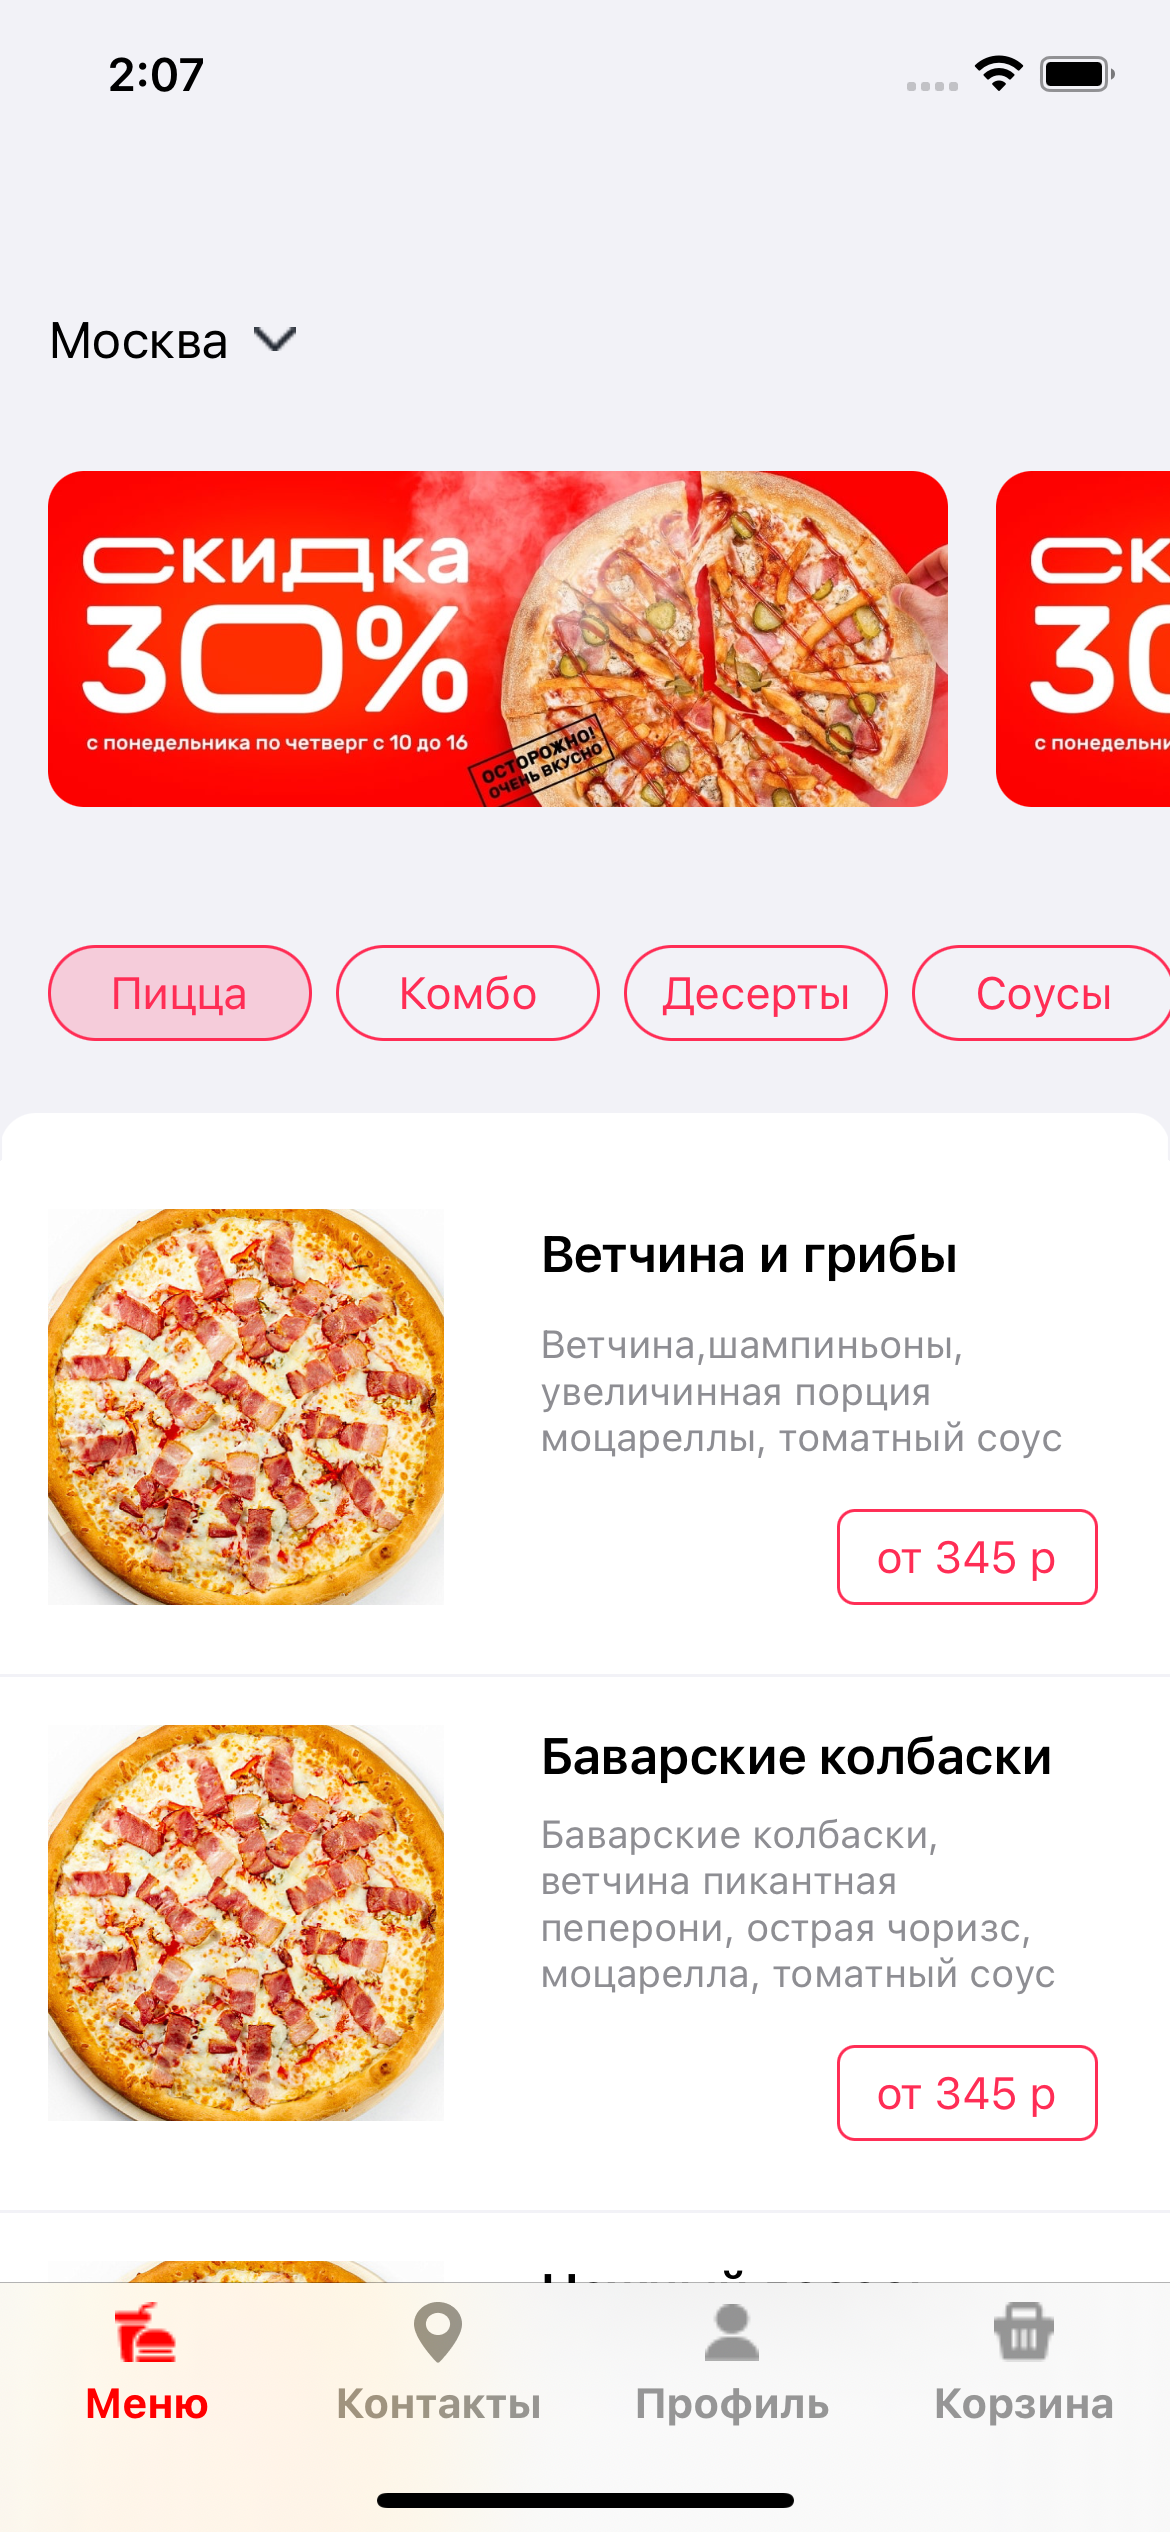 2:07
Москва
Скидка
30%
с понедельника по четверг с 10 до 16
ОСТОРОЖНО!
ОЧЕНЬ ВКУСНО
Ск
30
с понедельни
Пицца
Комбо
Десерты
Соусы
Ветчина и грибы
Ветчина,шампиньоны,
увеличинная порция
моцареллы, томатный соус
от 345 р
Баварские колбаски
Баварские колбаски,
ветчина пикантная
пеперони, острая чоризс,
моцарелла, томатный соус
от 345 р
Меню
Контакты
Профиль
Корзина